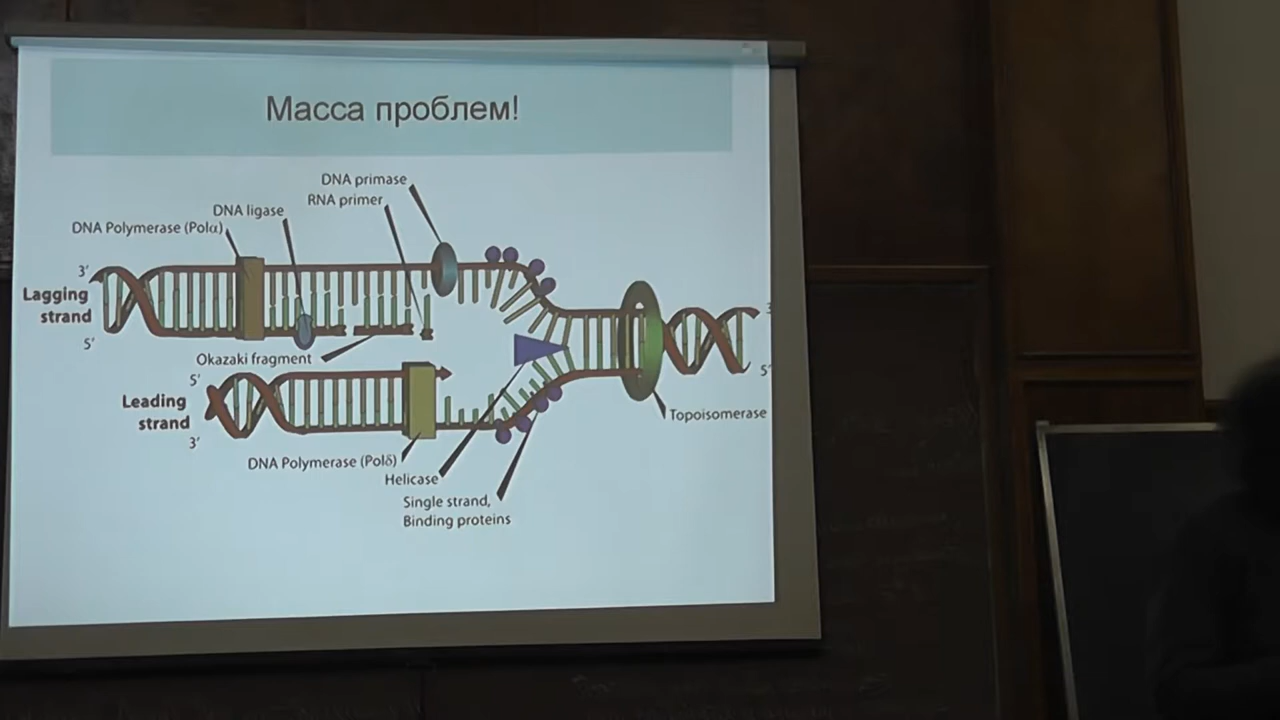 Масса проблем!
DNA primase
RNA primer
DNA ligase
DNA Polymerase (Polα)
3'
Lagging
strand
5'
Okazaki fragment
5'
Leading
strand
3'
3
5'
Topoisomerase
DNA Polymerase (Polδ)
Helicase
Single strand,
Binding proteins